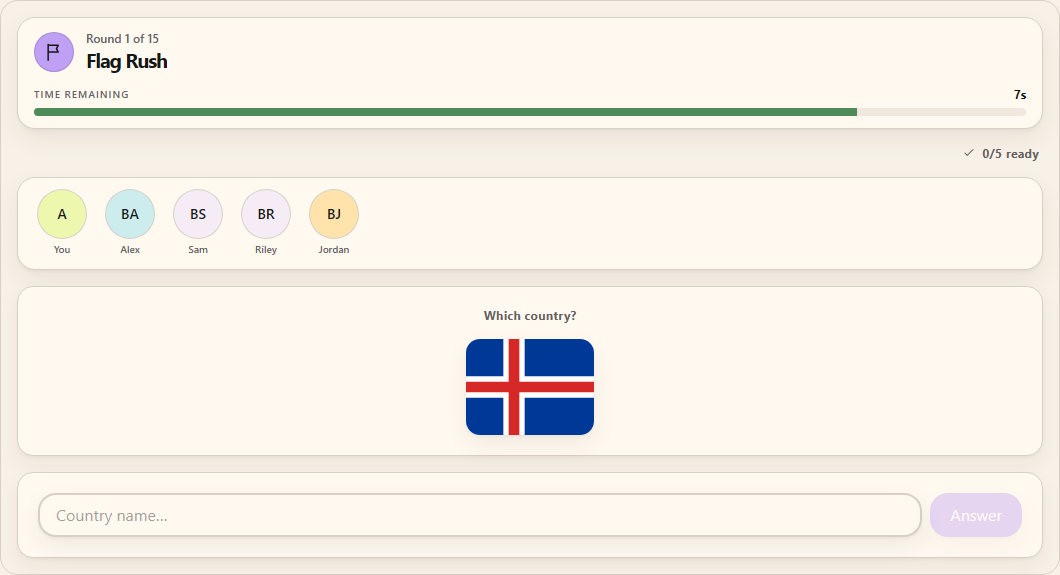 Round 1 of 15
Flag Rush
TIME REMAINING
7s
0/5 ready
A
BA
BS
BR
BJ
You
Alex
Sam
Riley
Jordan
Which country?
Country name...
Answer